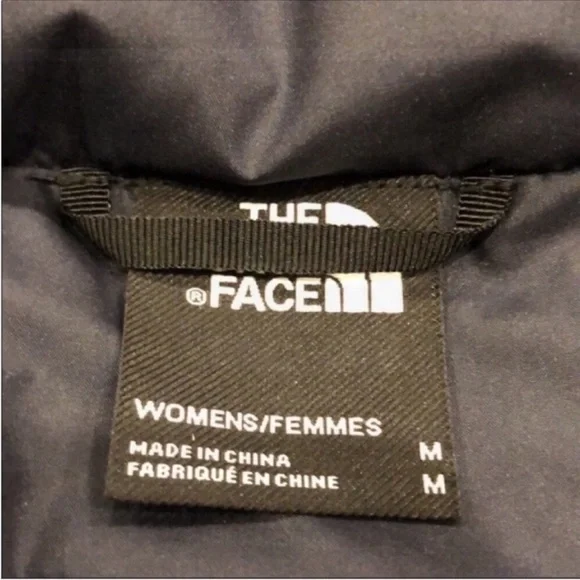 THE
® FACE
WOMENS/FEMMES
MADE IN CHINA M
FABRIQUÉ EN CHINE M